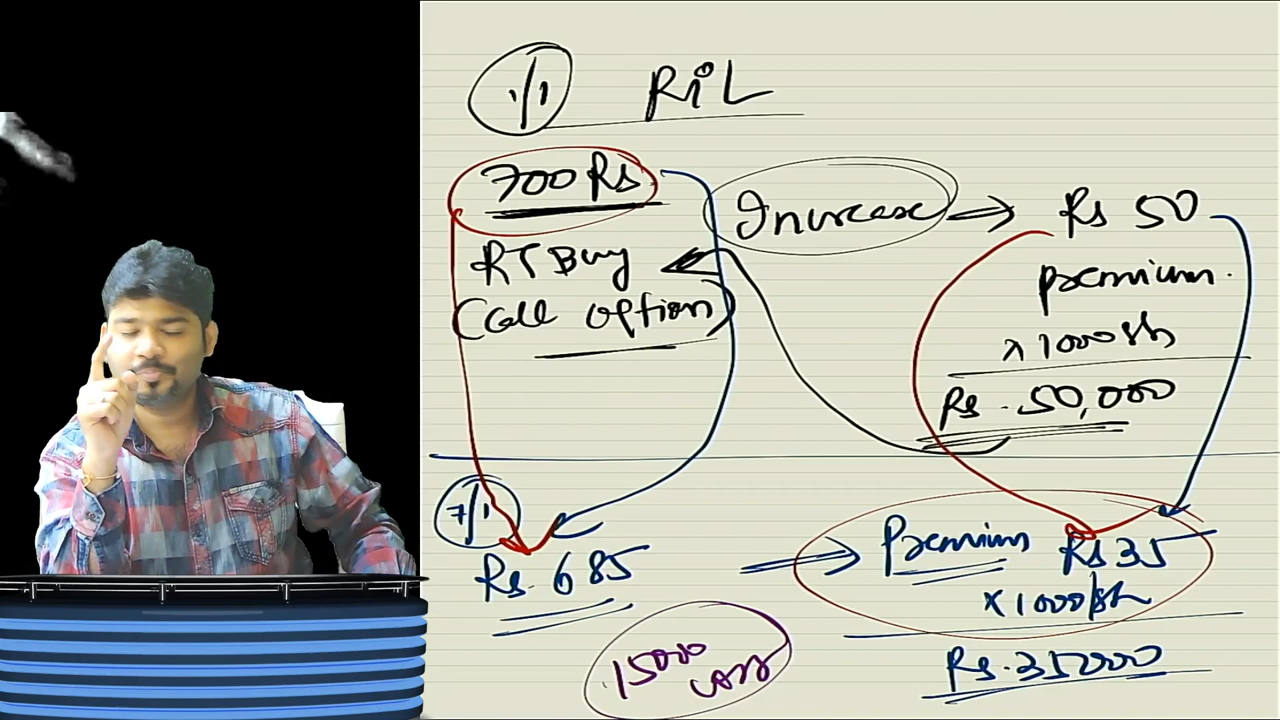 1/1 RiL
700 Rs
Increase ⇒ Rs 50
RT Buy
premium.
(Call option)
x 1000 sh
Rs. 50,000
7/1
Rs. 685
⇒ Premium Rs 35
x 1000/sh
15000
loss
Rs. 35000